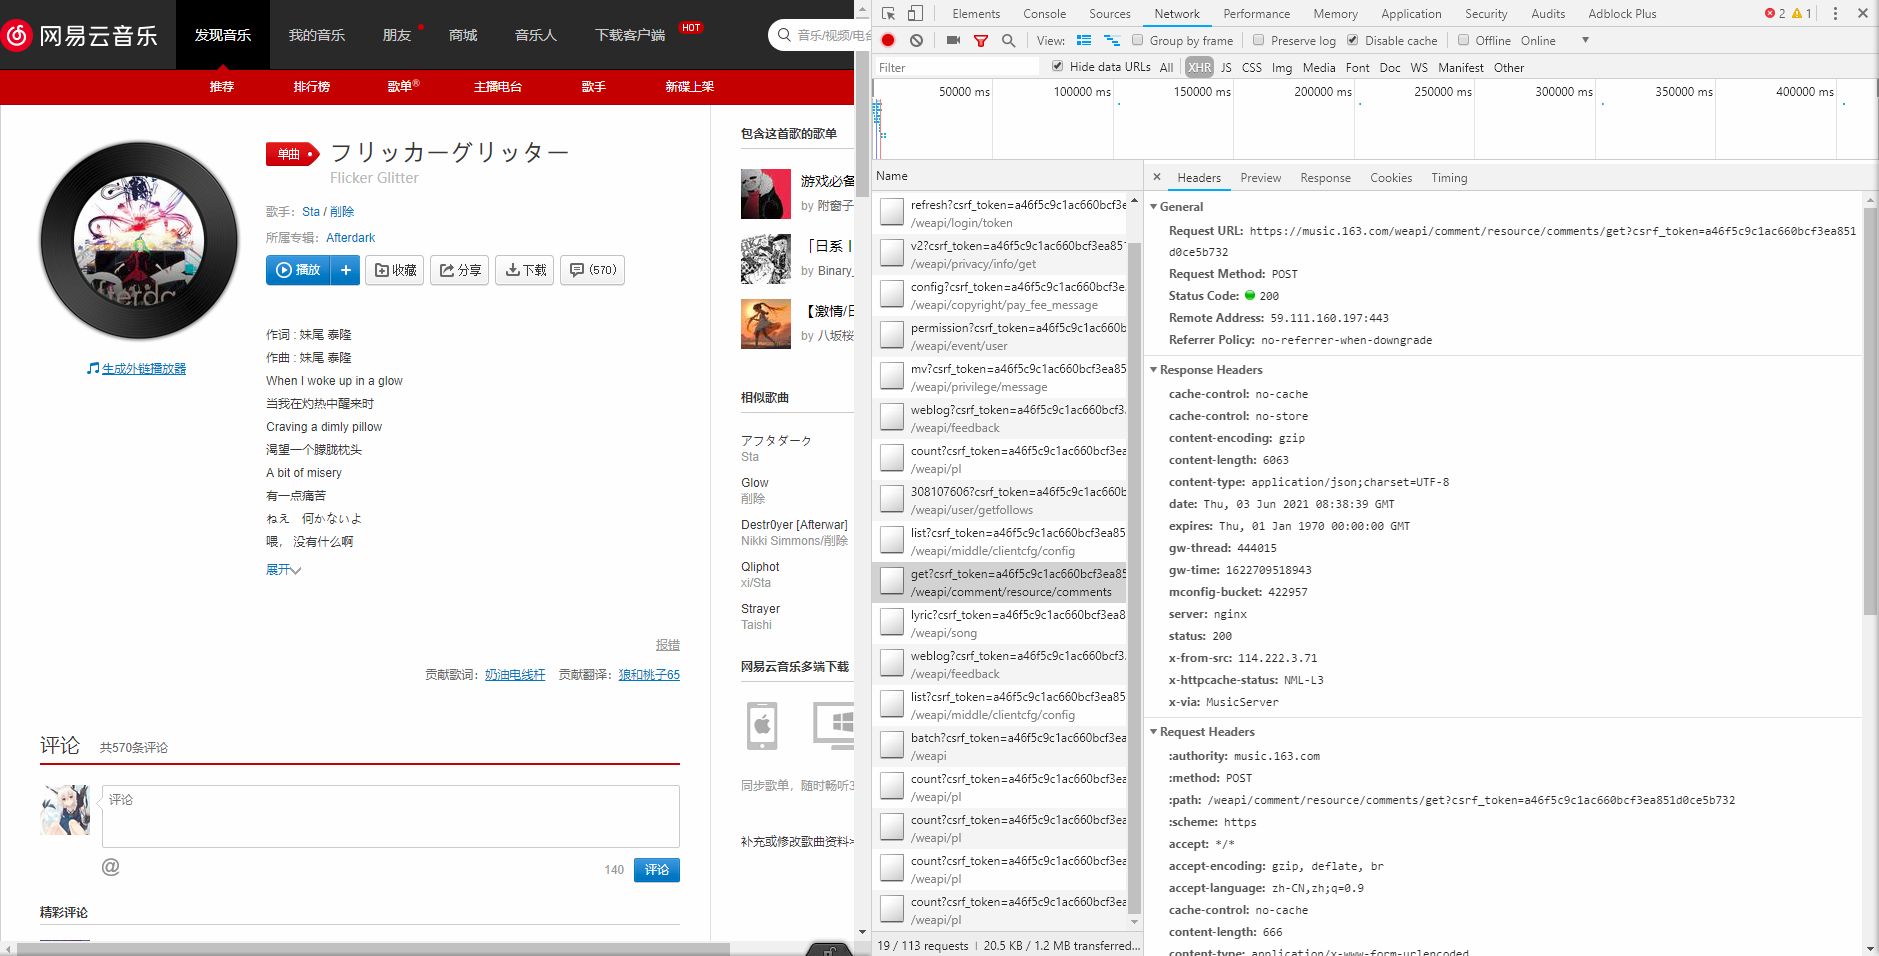 网易云音乐
发现音乐 我的音乐 朋友 商城 音乐人 下载客户端 HOT
音乐/视频/电台
推荐 排行榜 歌单® 主播电台 歌手 新碟上架
单曲 フリッカーグリッター
Flicker Glitter
歌手： Sta / 削除
所属专辑： Afterdark
播放 + 收藏 分享 下载 (570)
生成外链播放器
作词 : 妹尾 泰隆
作曲 : 妹尾 泰隆
When I woke up in a glow
当我在灼热中醒来时
Craving a dimly pillow
渴望一个朦胧枕头
A bit of misery
有一点痛苦
ねえ 何かないよ
喂， 没有什么啊
展开
报错
贡献歌词： 奶油电线杆 贡献翻译： 狼和桃子65
评论 共570条评论
评论
@ 140 评论
精彩评论
包含这首歌的歌单
游戏必备
by 附窗子
「日系丨
by Binary_
【激情/日
by 八坂桜
相似歌曲
アフタダーク
Sta
Glow
削除
Destr0yer [Afterwar]
Nikki Simmons/削除
Qliphot
xi/Sta
Strayer
Taishi
网易云音乐多端下载
同步歌单，随时畅听3
补充或修改歌曲资料>
Elements Console Sources Network Performance Memory Application Security Audits Adblock Plus 2 1
View: Group by frame Preserve log Disable cache Offline Online
Filter Hide data URLs All XHR JS CSS Img Media Font Doc WS Manifest Other
50000 ms 100000 ms 150000 ms 200000 ms 250000 ms 300000 ms 350000 ms 400000 ms
Name
refresh?csrf_token=a46f5c9c1ac660bcf3e
/weapi/login/token
v2?csrf_token=a46f5c9c1ac660bcf3ea851
/weapi/privacy/info/get
config?csrf_token=a46f5c9c1ac660bcf3e
/weapi/copyright/pay_fee_message
permission?csrf_token=a46f5c9c1ac660b
/weapi/event/user
mv?csrf_token=a46f5c9c1ac660bcf3ea85
/weapi/privilege/message
weblog?csrf_token=a46f5c9c1ac660bcf3
/weapi/feedback
count?csrf_token=a46f5c9c1ac660bcf3ea
/weapi/pl
308107606?csrf_token=a46f5c9c1ac660b
/weapi/user/getfollows
list?csrf_token=a46f5c9c1ac660bcf3ea85
/weapi/middle/clientcfg/config
get?csrf_token=a46f5c9c1ac660bcf3ea85
/weapi/comment/resource/comments
lyric?csrf_token=a46f5c9c1ac660bcf3ea8
/weapi/song
weblog?csrf_token=a46f5c9c1ac660bcf3
/weapi/feedback
list?csrf_token=a46f5c9c1ac660bcf3ea85
/weapi/middle/clientcfg/config
batch?csrf_token=a46f5c9c1ac660bcf3ea
/weapi
count?csrf_token=a46f5c9c1ac660bcf3ea
/weapi/pl
count?csrf_token=a46f5c9c1ac660bcf3ea
/weapi/pl
count?csrf_token=a46f5c9c1ac660bcf3ea
/weapi/pl
count?csrf_token=a46f5c9c1ac660bcf3ea
/weapi/pl
19 / 113 requests | 20.5 KB / 1.2 MB transferred...
× Headers Preview Response Cookies Timing
General
Request URL: https://music.163.com/weapi/comment/resource/comments/get?csrf_token=a46f5c9c1ac660bcf3ea851
d0ce5b732
Request Method: POST
Status Code: 200
Remote Address: 59.111.160.197:443
Referrer Policy: no-referrer-when-downgrade
Response Headers
cache-control: no-cache
cache-control: no-store
content-encoding: gzip
content-length: 6063
content-type: application/json;charset=UTF-8
date: Thu, 03 Jun 2021 08:38:39 GMT
expires: Thu, 01 Jan 1970 00:00:00 GMT
gw-thread: 444015
gw-time: 1622709518943
mconfig-bucket: 422957
server: nginx
status: 200
x-from-src: 114.222.3.71
x-httpcache-status: NML-L3
x-via: MusicServer
Request Headers
:authority: music.163.com
:method: POST
:path: /weapi/comment/resource/comments/get?csrf_token=a46f5c9c1ac660bcf3ea851d0ce5b732
:scheme: https
accept: */*
accept-encoding: gzip, deflate, br
accept-language: zh-CN,zh;q=0.9
cache-control: no-cache
content-length: 666
content-type: application/x-www-form-urlencoded